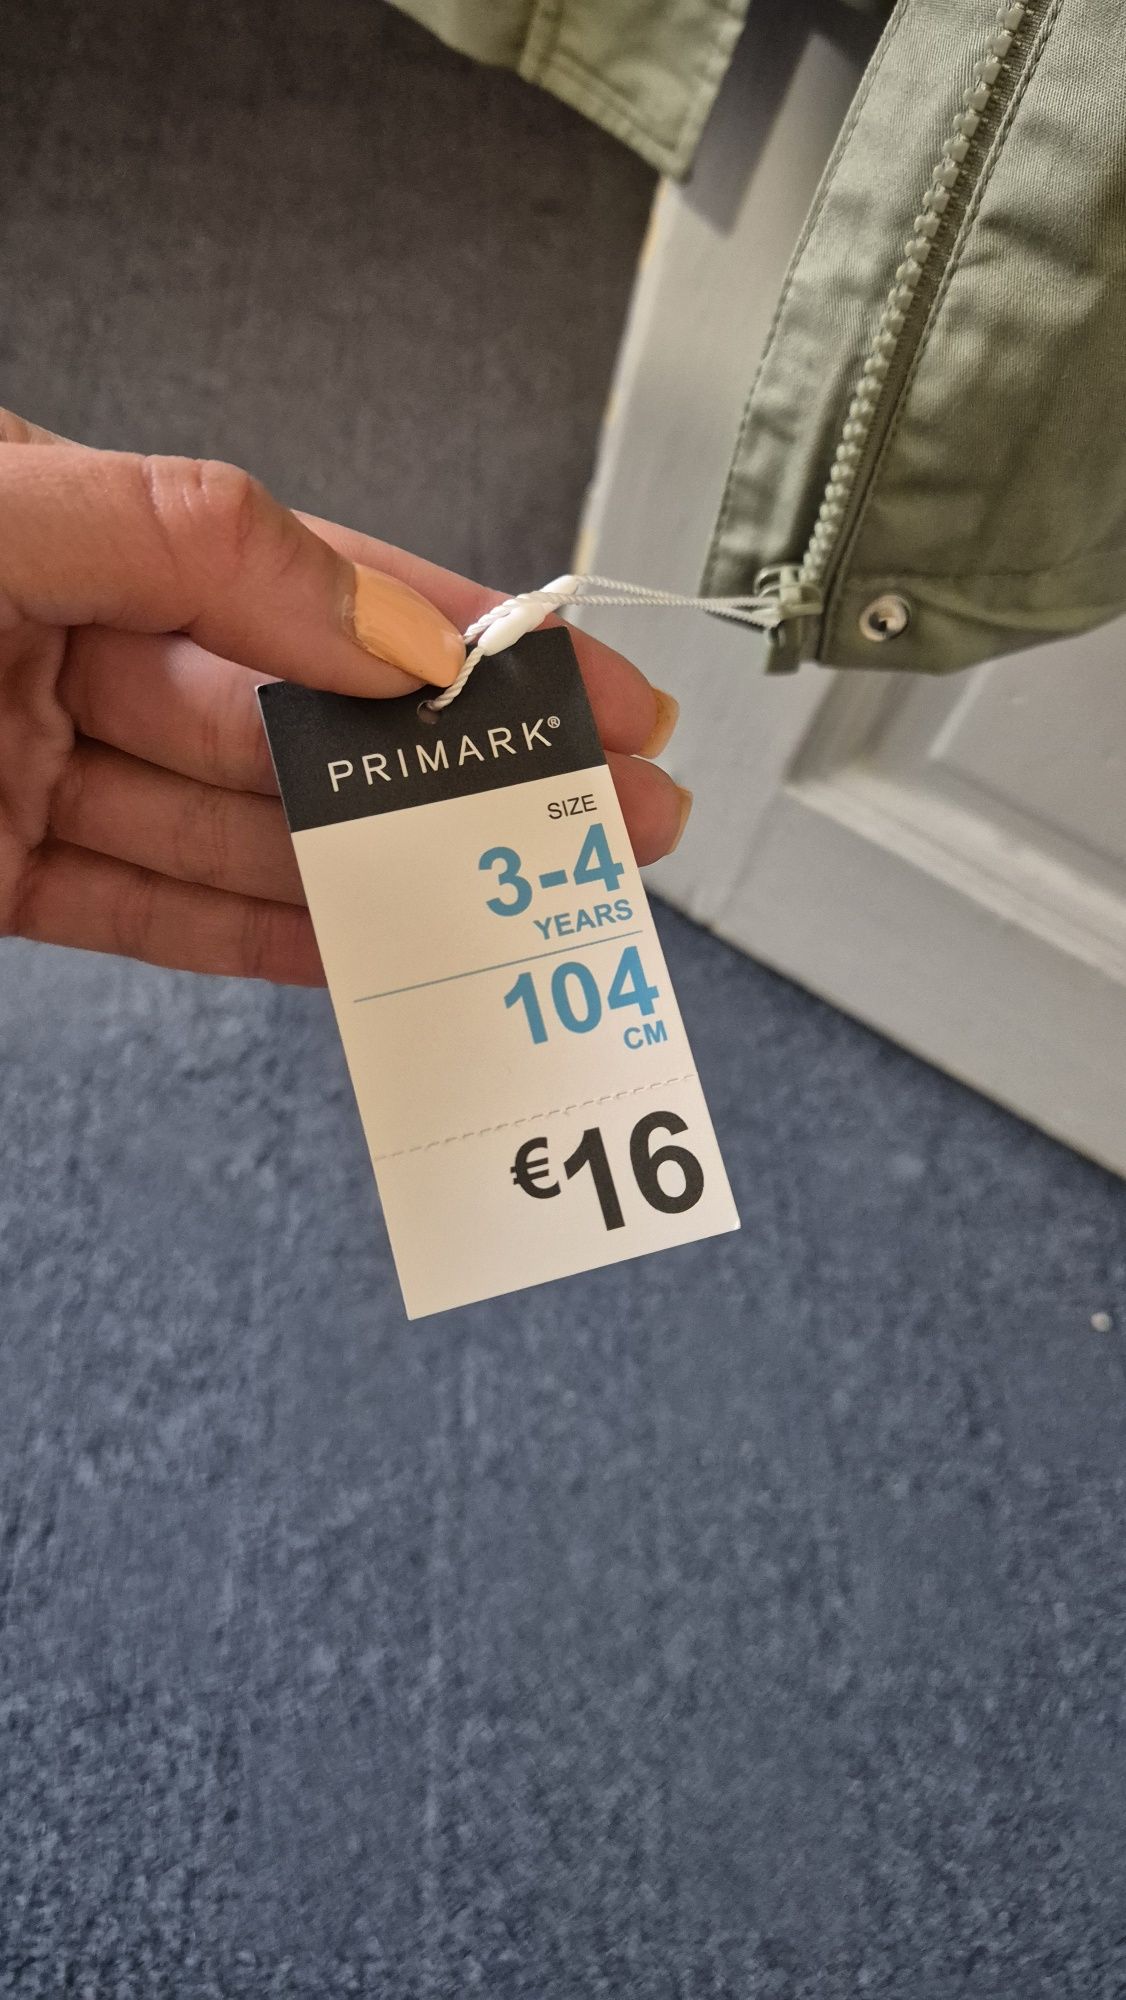 PRIMARK®
SIZE
3-4
YEARS
104
CM
€16